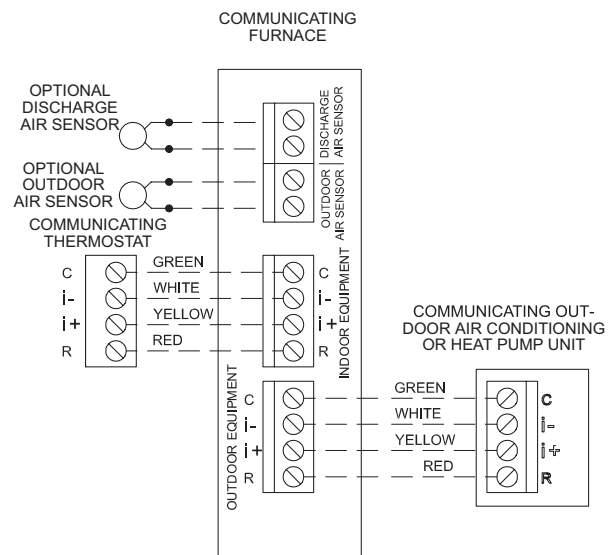 COMMUNICATING
FURNACE
OPTIONAL
DISCHARGE
AIR SENSOR
DISCHARGE
AIR SENSOR
OPTIONAL
OUTDOOR
AIR SENSOR
OUTDOOR
AIR SENSOR
COMMUNICATING
THERMOSTAT
C GREEN C
i- WHITE i-
i+ YELLOW i+
R RED R
INDOOR EQUIPMENT
COMMUNICATING OUT-
DOOR AIR CONDITIONING
OR HEAT PUMP UNIT
OUTDOOR EQUIPMENT
C GREEN C
i- WHITE i-
i+ YELLOW i+
R RED R